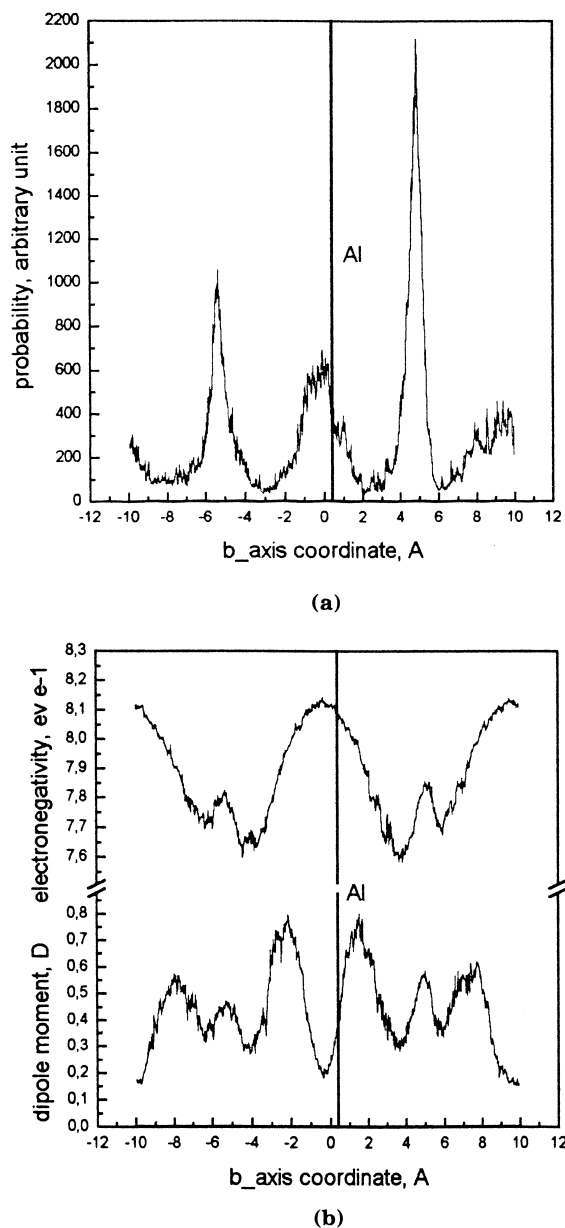 2200
2000
1800
1600
1400
1200
1000
800
600
400
200
0
probability, arbitrary unit
Al
-12 -10 -8 -6 -4 -2 0 2 4 6 8 10 12
b_axis coordinate, A
(a)
8,3
8,2
8,1
8,0
7,9
7,8
7,7
7,6
electronegativity, ev e-1
Al
0,8
0,7
0,6
0,5
0,4
0,3
0,2
0,1
0,0
dipole moment, D
-12 -10 -8 -6 -4 -2 0 2 4 6 8 10 12
b_axis coordinate, A
(b)